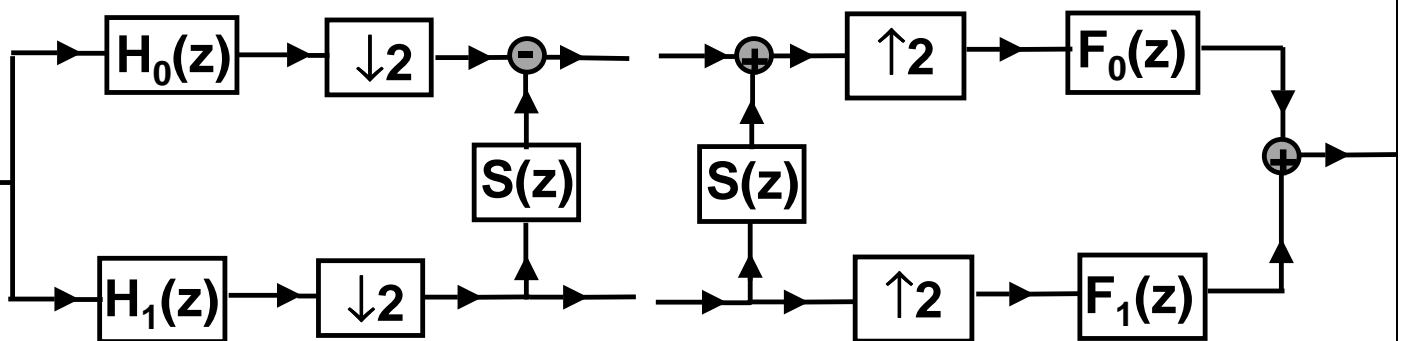 H₀(z) ↓2 - + ↑2 F₀(z)
S(z) S(z) +
H₁(z) ↓2 ↑2 F₁(z)